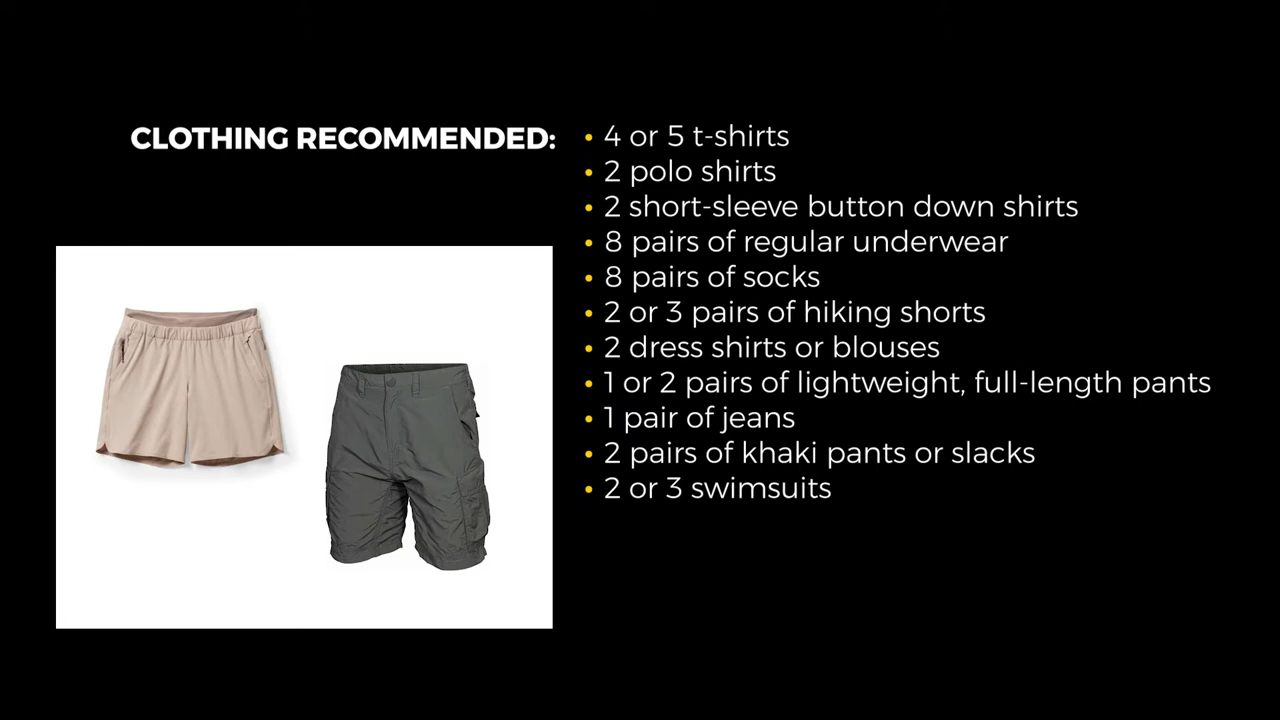 CLOTHING RECOMMENDED:
• 4 or 5 t-shirts
• 2 polo shirts
• 2 short-sleeve button down shirts
• 8 pairs of regular underwear
• 8 pairs of socks
• 2 or 3 pairs of hiking shorts
• 2 dress shirts or blouses
• 1 or 2 pairs of lightweight, full-length pants
• 1 pair of jeans
• 2 pairs of khaki pants or slacks
• 2 or 3 swimsuits